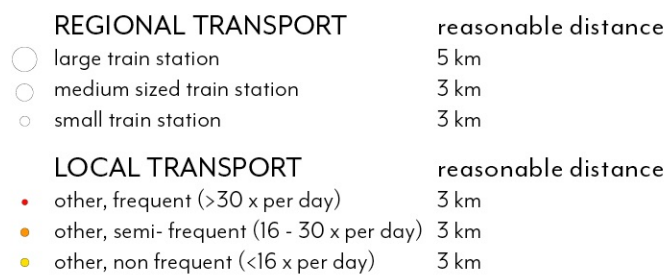 REGIONAL TRANSPORT reasonable distance
large train station 5 km
medium sized train station 3 km
small train station 3 km
LOCAL TRANSPORT reasonable distance
other, frequent (>30 x per day) 3 km
other, semi- frequent (16 - 30 x per day) 3 km
other, non frequent (<16 x per day) 3 km